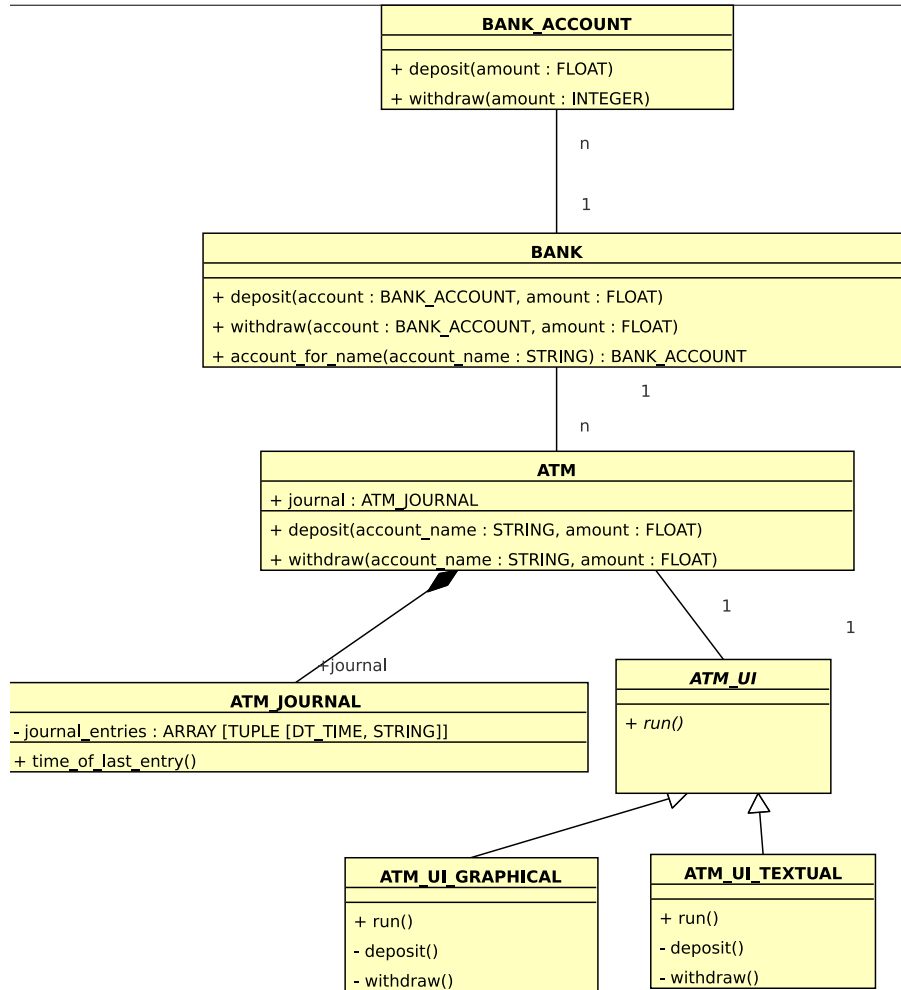 BANK_ACCOUNT
+ deposit(amount : FLOAT)
+ withdraw(amount : INTEGER)
n
1
BANK
+ deposit(account : BANK_ACCOUNT, amount : FLOAT)
+ withdraw(account : BANK_ACCOUNT, amount : FLOAT)
+ account_for_name(account_name : STRING) : BANK_ACCOUNT
1
n
ATM
+ journal : ATM_JOURNAL
+ deposit(account_name : STRING, amount : FLOAT)
+ withdraw(account_name : STRING, amount : FLOAT)
1
1
+journal
ATM_JOURNAL
- journal_entries : ARRAY [TUPLE [DT_TIME, STRING]]
+ time_of_last_entry()
ATM_UI
+ run()
ATM_UI_GRAPHICAL
+ run()
- deposit()
- withdraw()
ATM_UI_TEXTUAL
+ run()
- deposit()
- withdraw()